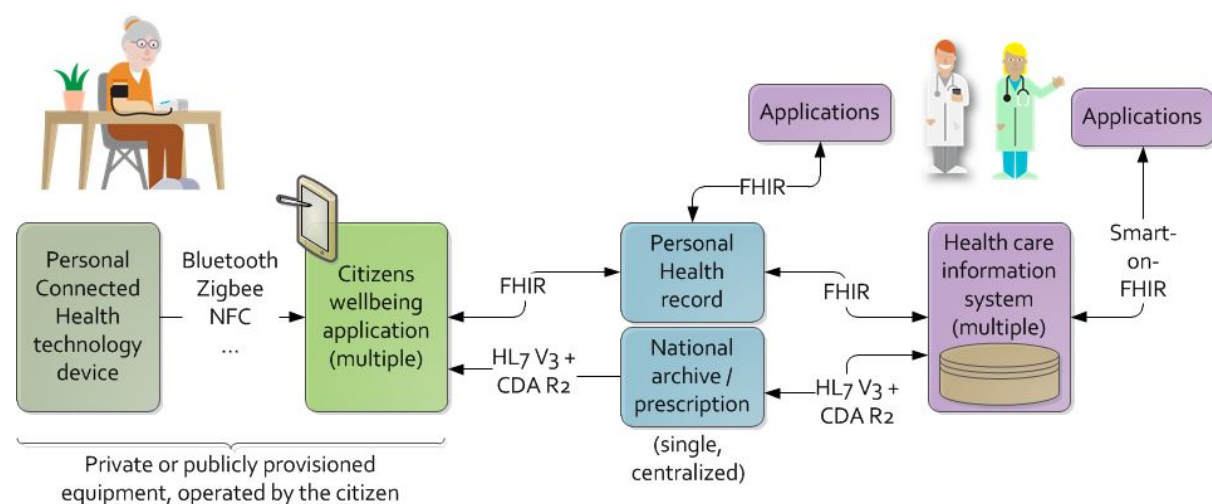 Personal
Connected
Health
technology
device
Bluetooth
Zigbee
NFC
...
Citizens
wellbeing
application
(multiple)
FHIR
HL7 V3 +
CDA R2
Applications
FHIR
Personal
Health
record
National
archive /
prescription
(single,
centralized)
FHIR
HL7 V3 +
CDA R2
Health care
information
system
(multiple)
Applications
Smart-
on-
FHIR
Private or publicly provisioned
equipment, operated by the citizen